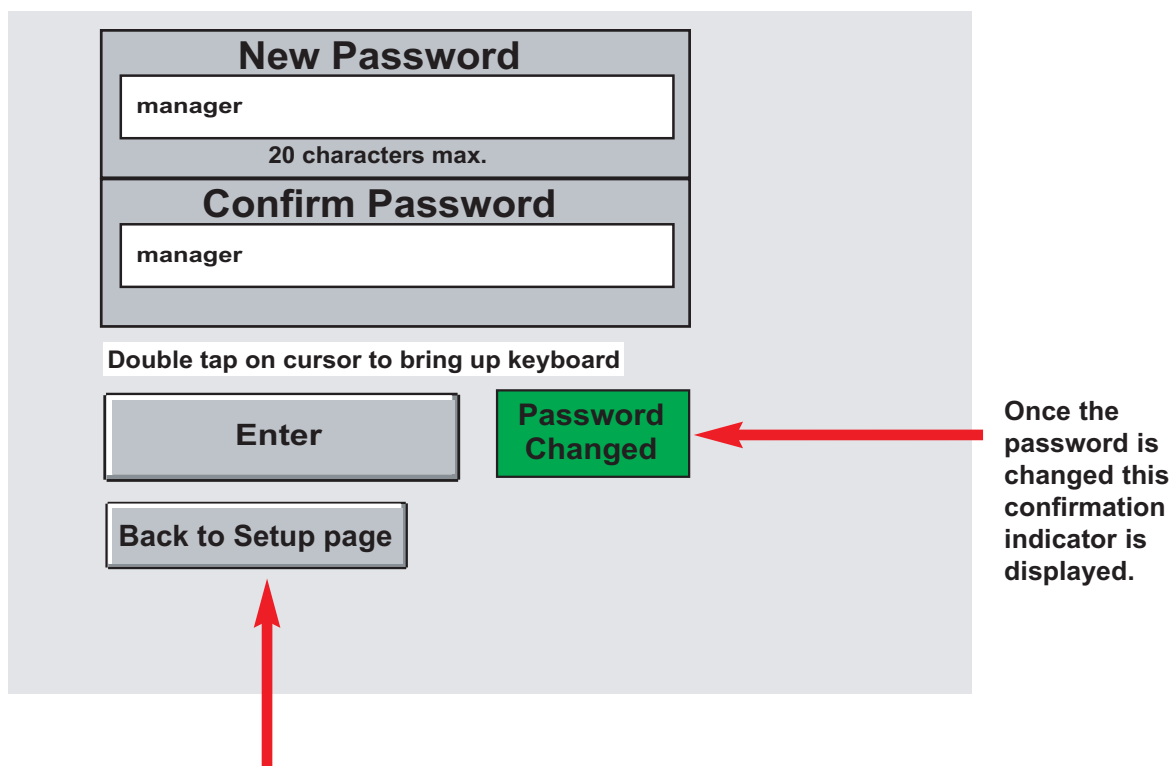 New Password
manager
20 characters max.
Confirm Password
manager
Double tap on cursor to bring up keyboard
Enter
Password
Changed
Back to Setup page
Once the
password is
changed this
confirmation
indicator is
displayed.